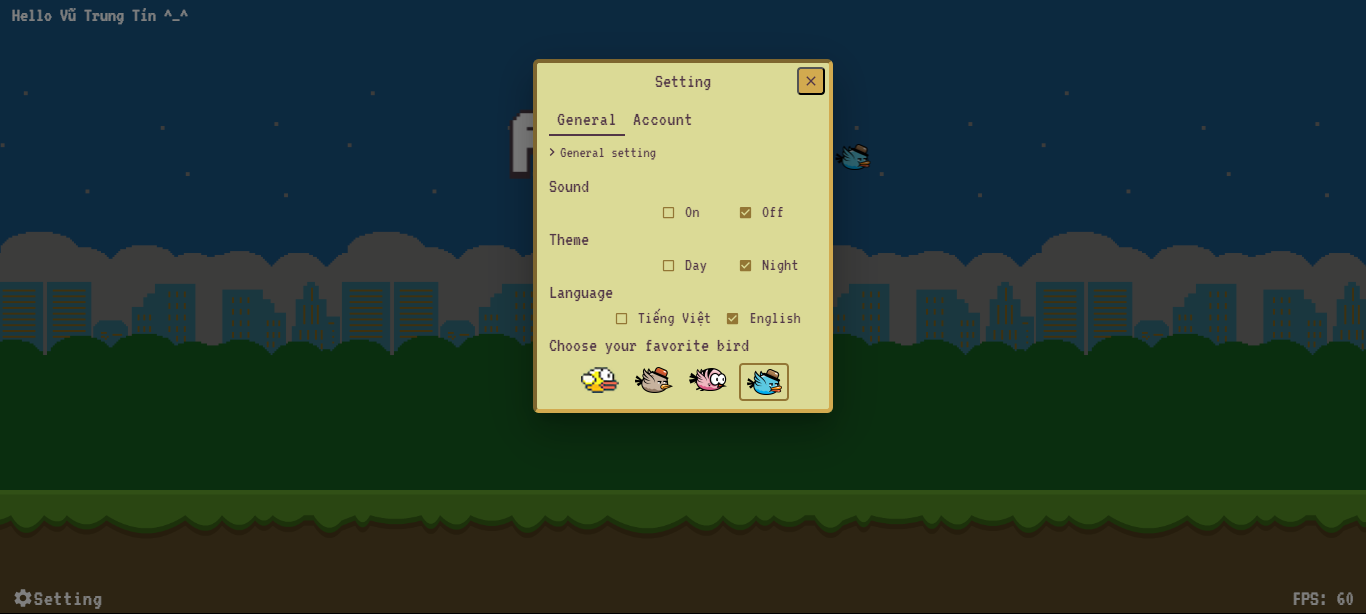 Hello Vũ Trung Tín ^_^
Setting
General Account
General setting
Sound
On Off
Theme
Day Night
Language
Tiếng Việt English
Choose your favorite bird
Setting
FPS: 60